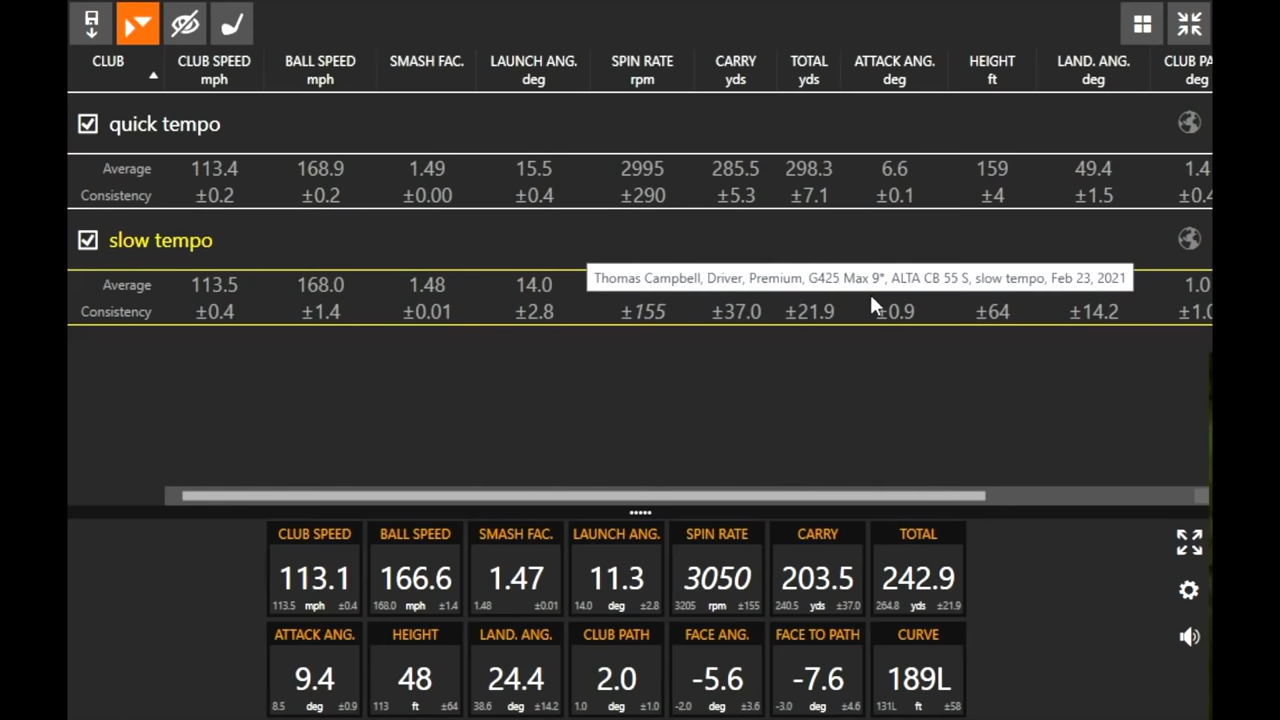 CLUB CLUB SPEED BALL SPEED SMASH FAC. LAUNCH ANG. SPIN RATE CARRY TOTAL ATTACK ANG. HEIGHT LAND. ANG. CLUB PA
mph mph deg rpm yds yds deg ft deg deg
quick tempo
Average 113.4 168.9 1.49 15.5 2995 285.5 298.3 6.6 159 49.4 1.4
Consistency ±0.2 ±0.2 ±0.00 ±0.4 ±290 ±5.3 ±7.1 ±0.1 ±4 ±1.5 ±0.4
slow tempo
Thomas Campbell, Driver, Premium, G425 Max 9*, ALTA CB 55 S, slow tempo, Feb 23, 2021
Average 113.5 168.0 1.48 14.0 1.0
Consistency ±0.4 ±1.4 ±0.01 ±2.8 ±155 ±37.0 ±21.9 ±0.9 ±64 ±14.2 ±1.0
CLUB SPEED BALL SPEED SMASH FAC. LAUNCH ANG. SPIN RATE CARRY TOTAL
113.1 166.6 1.47 11.3 3050 203.5 242.9
113.5 mph ±0.4 168.0 mph ±1.4 1.48 ±0.01 14.0 deg ±2.8 3205 rpm ±155 240.5 yds ±37.0 264.8 yds ±21.9
ATTACK ANG. HEIGHT LAND. ANG. CLUB PATH FACE ANG. FACE TO PATH CURVE
9.4 48 24.4 2.0 -5.6 -7.6 189L
8.5 deg ±0.9 113 ft ±64 38.6 deg ±14.2 1.0 deg ±1.0 -2.0 deg ±3.6 -3.0 deg ±4.6 131L ft ±58